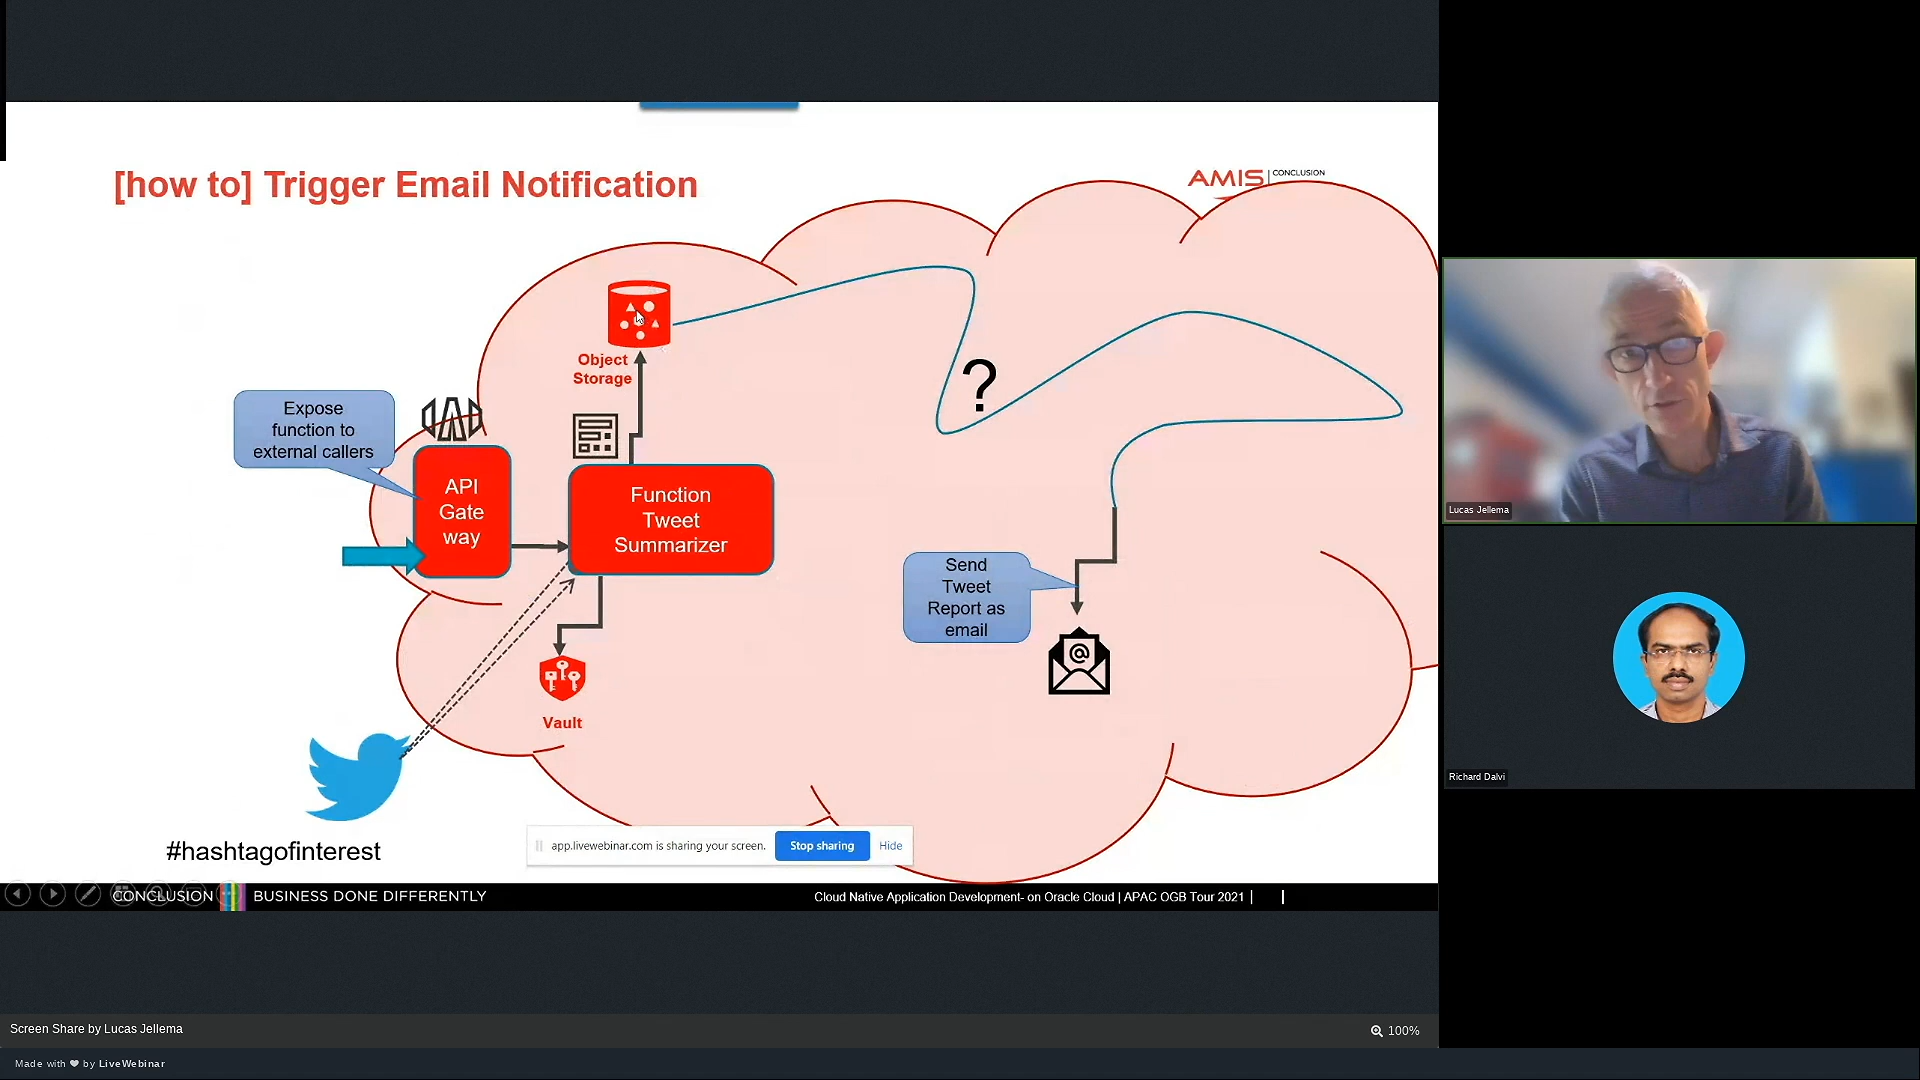 [how to] Trigger Email Notification
AMIS | CONCLUSION
Object
Storage
?
Expose
function to
external callers
API
Gate
way
Function
Tweet
Summarizer
Send
Tweet
Report as
email
@
Vault
#hashtagofinterest
app.livewebinar.com is sharing your screen.
Stop sharing
Hide
CONCLUSION BUSINESS DONE DIFFERENTLY
Cloud Native Application Development- on Oracle Cloud | APAC OGB Tour 2021 |
Lucas Jellema
Richard Dalvi
Screen Share by Lucas Jellema
100%
Made with ❤ by LiveWebinar